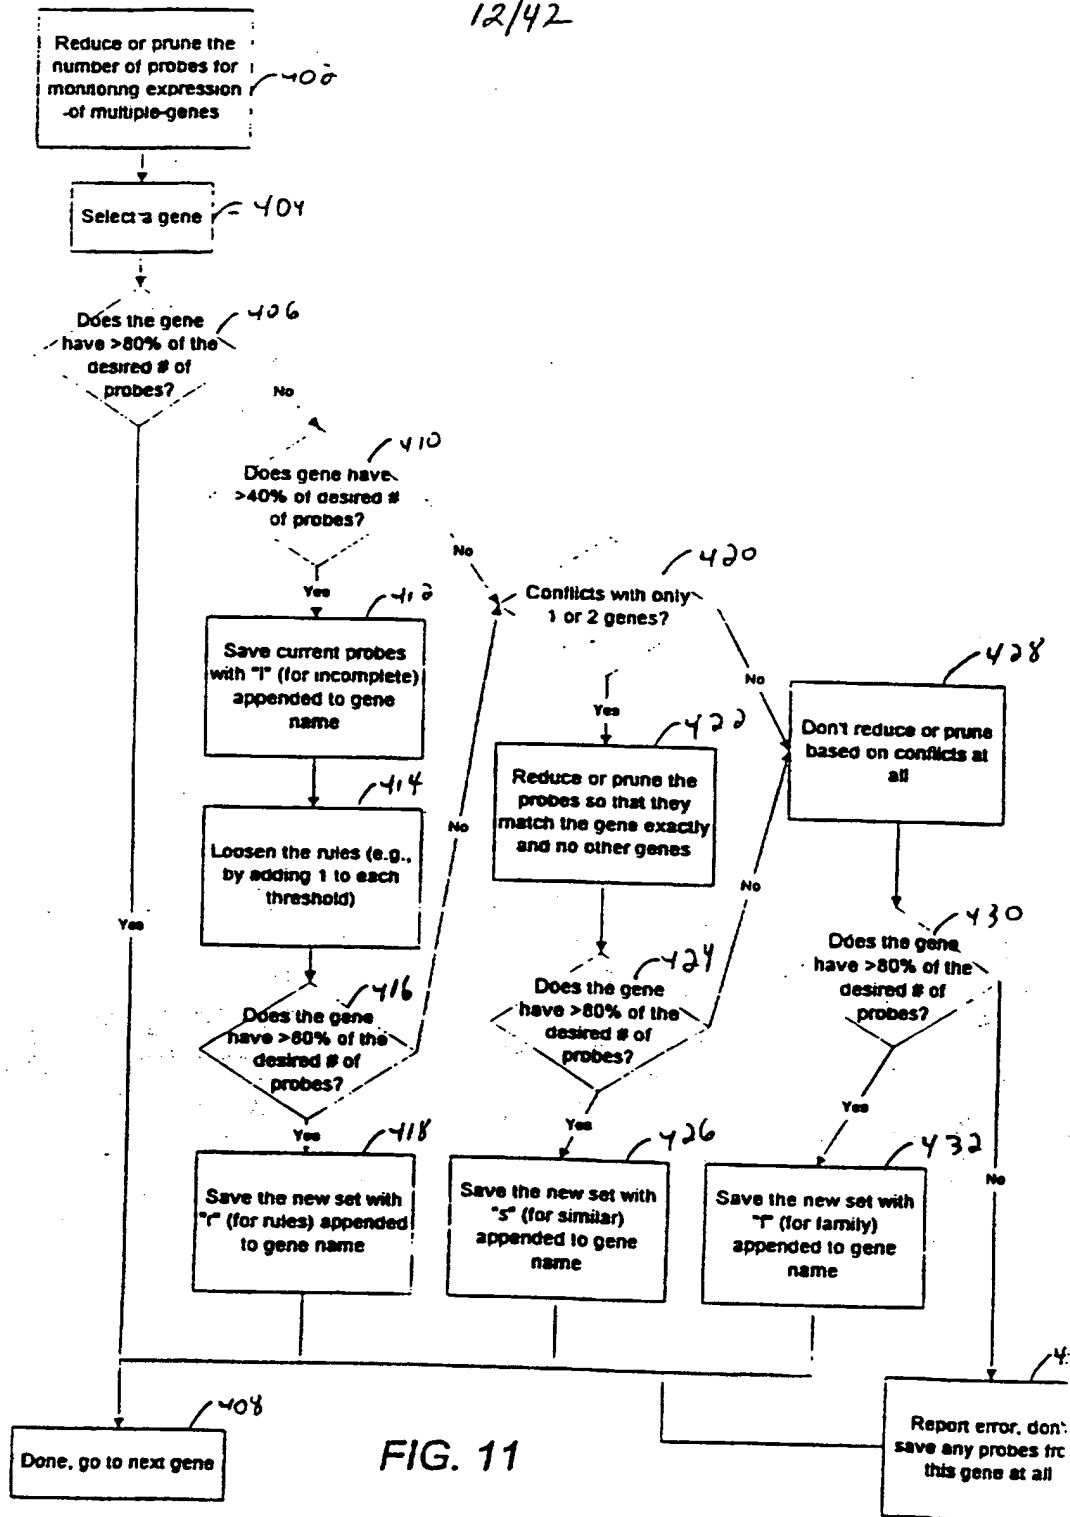 12/42
Reduce or prune the
number of probes for
monitoring expression
of multiple genes
402
Select a gene
404
Does the gene
have >80% of the
desired # of
probes?
406
No
Does gene have
>40% of desired #
of probes?
410
No
Yes
Conflicts with only
1 or 2 genes?
420
412
Save current probes
with "I" (for incomplete)
appended to gene
name
No
Yes
428
Don't reduce or prune
based on conflicts at
all
422
Reduce or prune the
probes so that they
match the gene exactly
and no other genes
414
Loosen the rules (e.g.,
by adding 1 to each
threshold)
No
No
Yes
430
Does the gene
have >80% of the
desired # of
probes?
424
Does the gene
have >80% of the
desired # of
probes?
416
Does the gene
have >80% of the
desired # of
probes?
Yes
Yes
Yes
No
418
Save the new set with
"r" (for rules) appended
to gene name
426
Save the new set with
"s" (for similar)
appended to gene
name
432
Save the new set with
"f" (for family)
appended to gene
name
408
Done, go to next gene
FIG. 11
Report error, don'
save any probes
this gene at all